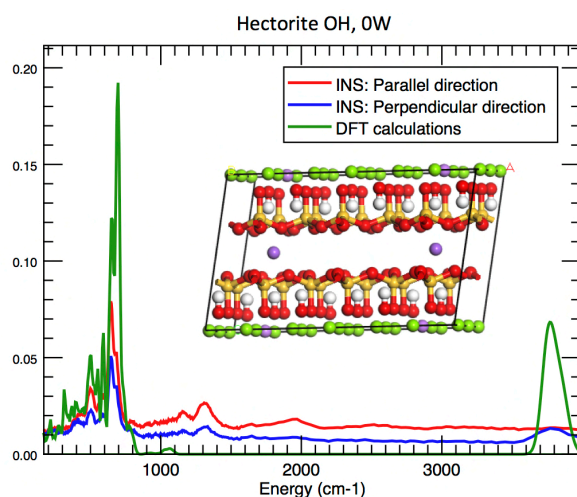 Hectorite OH, 0W
0.20
0.15
0.10
0.05
0.00
INS: Parallel direction
INS: Perpendicular direction
DFT calculations
A
1000
2000
3000
Energy (cm-1)